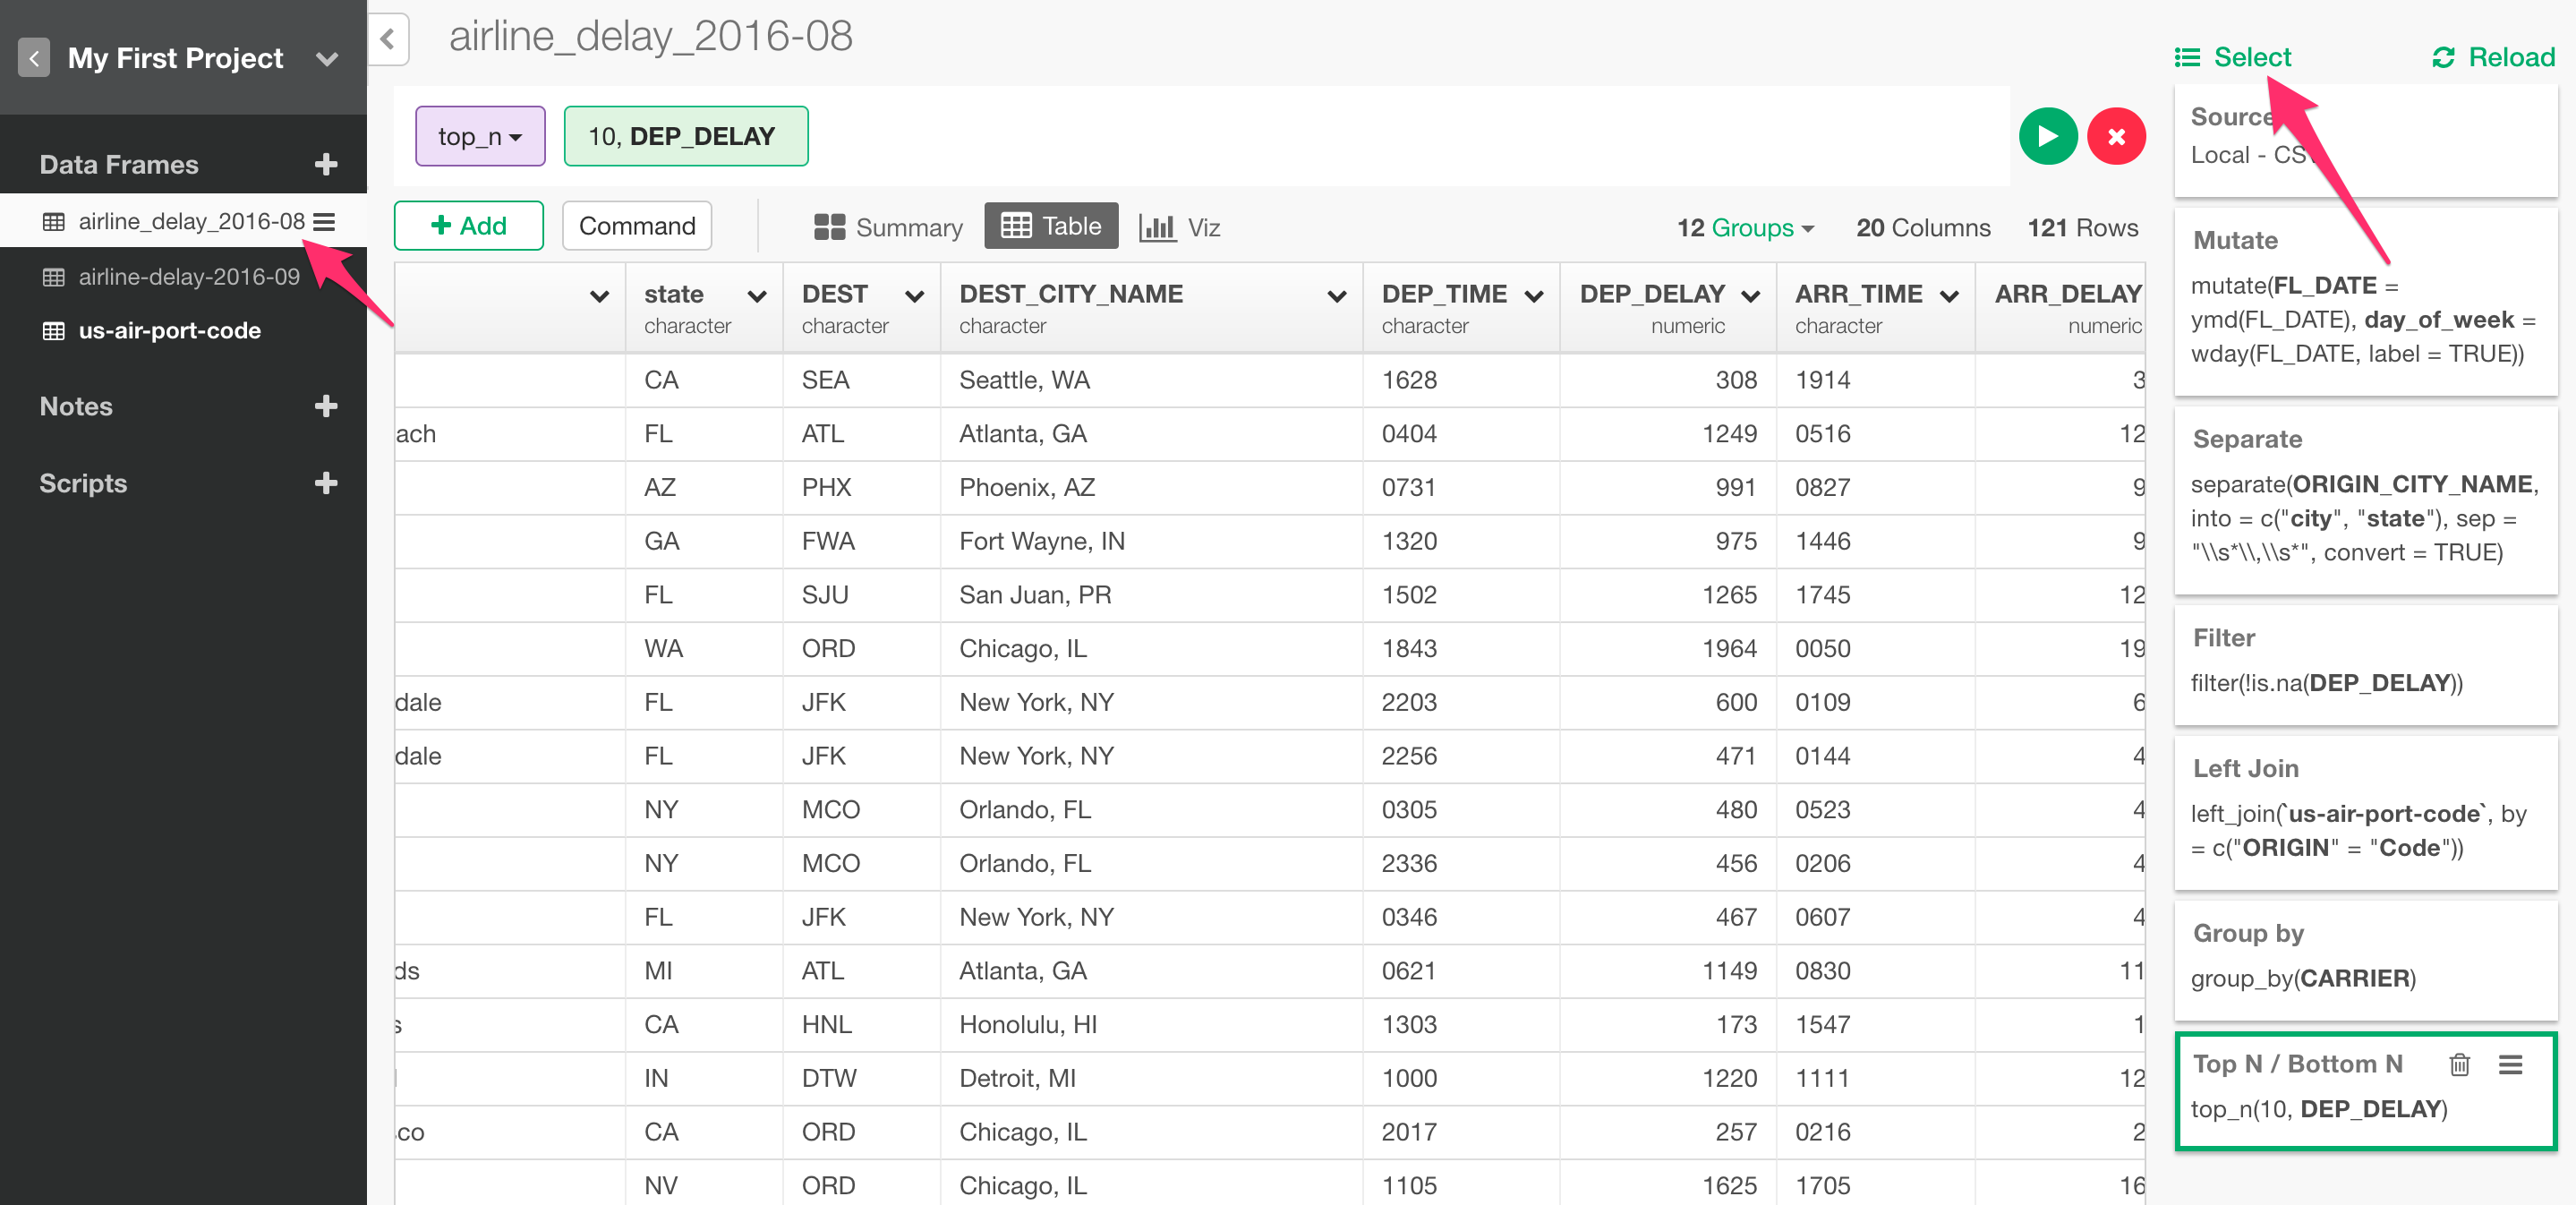 My First Project
Data Frames
airline_delay_2016-08
airline-delay-2016-09
us-air-port-code
Notes
Scripts
airline_delay_2016-08
top_n
10, DEP_DELAY
Add
Command
Summary
Table
Viz
12 Groups
20 Columns
121 Rows
state
character
DEST
character
DEST_CITY_NAME
character
DEP_TIME
character
DEP_DELAY
numeric
ARR_TIME
character
ARR_DELAY
numeric
CA SEA Seattle, WA 1628 308 1914 3
ach FL ATL Atlanta, GA 0404 1249 0516 12
AZ PHX Phoenix, AZ 0731 991 0827 9
GA FWA Fort Wayne, IN 1320 975 1446 9
FL SJU San Juan, PR 1502 1265 1745 12
WA ORD Chicago, IL 1843 1964 0050 19
dale FL JFK New York, NY 2203 600 0109 6
dale FL JFK New York, NY 2256 471 0144 4
NY MCO Orlando, FL 0305 480 0523 4
NY MCO Orlando, FL 2336 456 0206 4
FL JFK New York, NY 0346 467 0607 4
ds MI ATL Atlanta, GA 0621 1149 0830 11
s CA HNL Honolulu, HI 1303 173 1547 1
IN DTW Detroit, MI 1000 1220 1111 12
sco CA ORD Chicago, IL 2017 257 0216 2
NV ORD Chicago, IL 1105 1625 1705 16
Select
Reload
Source
Local - CSV
Mutate
mutate(FL_DATE =
ymd(FL_DATE), day_of_week =
wday(FL_DATE, label = TRUE))
Separate
separate(ORIGIN_CITY_NAME,
into = c("city", "state"), sep =
"\\s*\\,\\s*", convert = TRUE)
Filter
filter(!is.na(DEP_DELAY))
Left Join
left_join(`us-air-port-code`, by
= c("ORIGIN" = "Code"))
Group by
group_by(CARRIER)
Top N / Bottom N
top_n(10, DEP_DELAY)